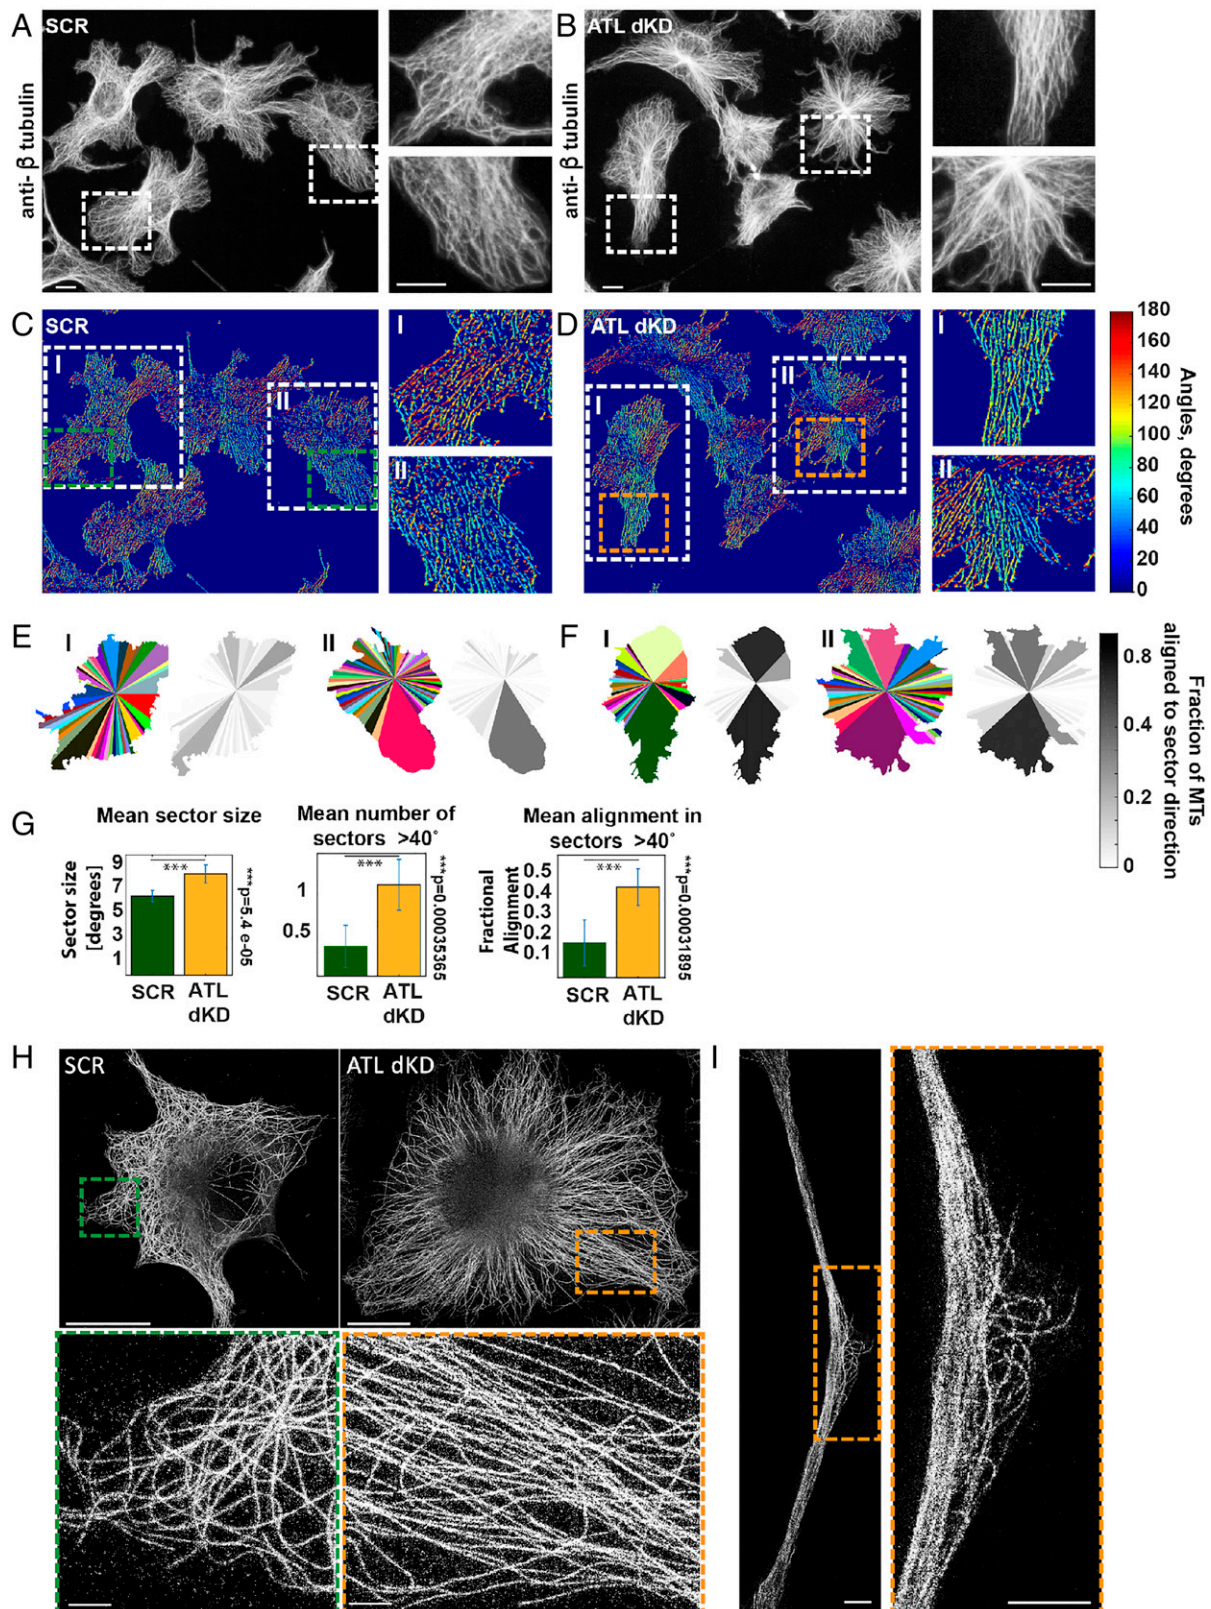 A
SCR
anti- β tubulin
B
ATL dKD
anti- β tubulin
C
SCR
I
II
I
II
D
ATL dKD
I
II
I
II
180
160
140
120
100
80
60
40
20
0
Angles, degrees
E
I
II
F
I
II
0.8
0.4
0.2
0
Fraction of MTs
aligned to sector direction
G
Mean sector size
Sector size
[degrees]
9
7
5
3
1
***
***p=5.4 e-05
SCR
ATL
dKD
Mean number of
sectors >40°
1
0.5
***
***p=0.00035365
SCR
ATL
dKD
Mean alignment in
sectors >40°
Fractional
Alignment
0.5
0.4
0.3
0.2
0.1
***
***p=0.00031895
SCR
ATL
dKD
H
SCR
ATL dKD
I